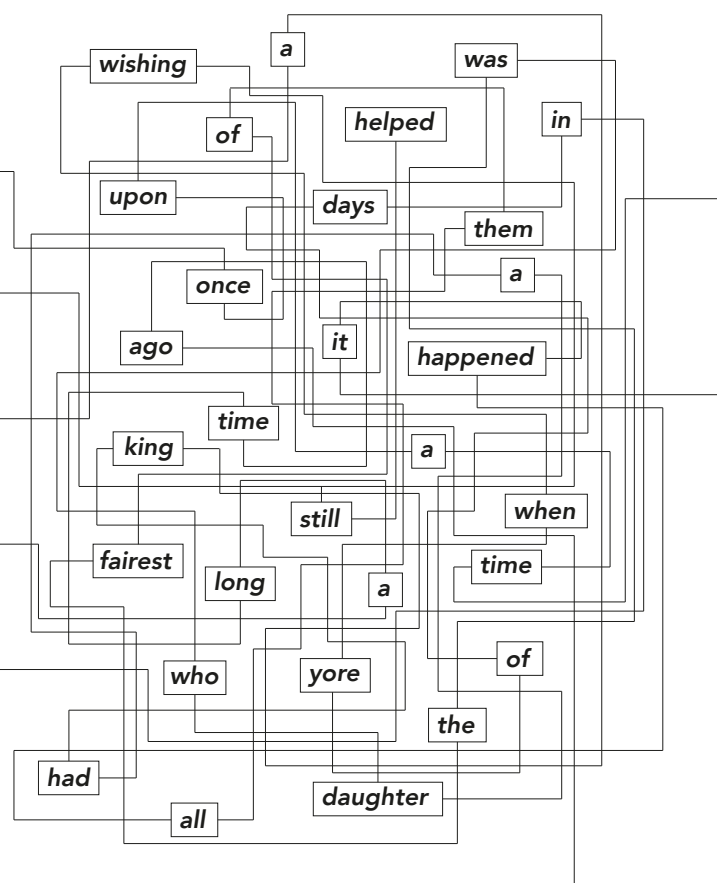 a
was
wishing
in
helped
of
upon
days
them
a
once
it
ago
happened
time
king
a
when
still
fairest
time
long
a
of
yore
who
the
had
daughter
all